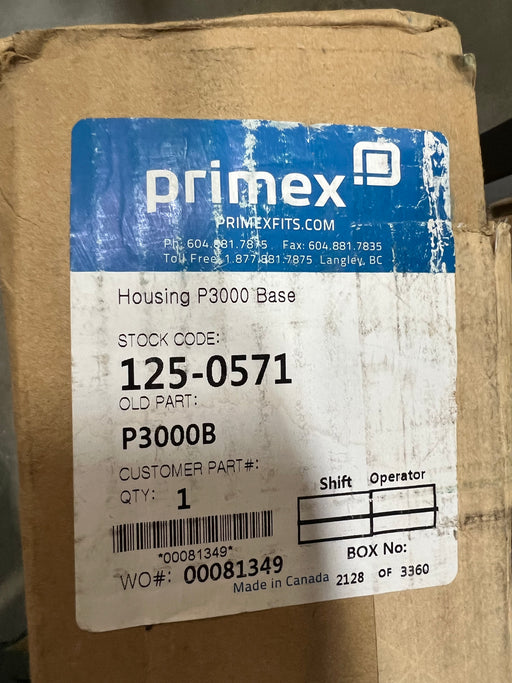 primex
PRIMEXFITS.COM
Ph: 604.881.7875 Fax: 604.881.7835
Toll Free: 1.877.881.7875 Langley, BC
Housing P3000 Base
STOCK CODE:
125-0571
OLD PART:
P3000B
CUSTOMER PART#:
QTY: 1
Shift Operator
*00081349*
BOX No:
WO#: 00081349
Made in Canada 2128 OF 3360